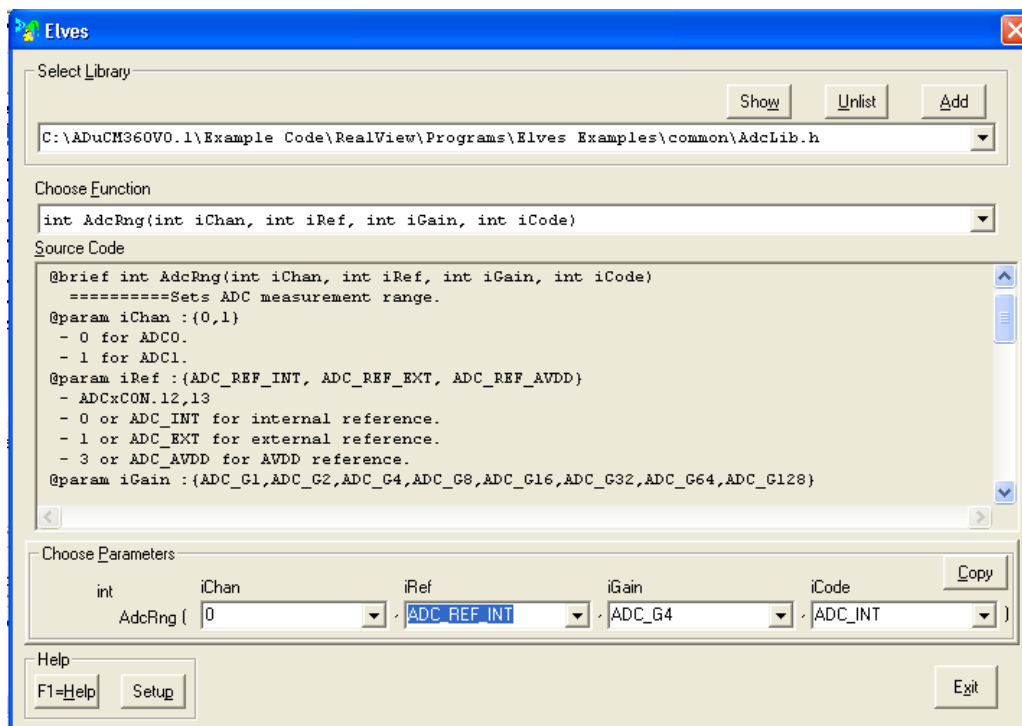 Elves
Select Library
Show Unlist Add
C:\ADuCM360V0.1\Example Code\RealView\Programs\Elves Examples\common\AdcLib.h
Choose Function
int AdcRng(int iChan, int iRef, int iGain, int iCode)
Source Code
@brief int AdcRng(int iChan, int iRef, int iGain, int iCode)
==========Sets ADC measurement range.
@param iChan :{0,1}
- 0 for ADC0.
- 1 for ADC1.
@param iRef :{ADC_REF_INT, ADC_REF_EXT, ADC_REF_AVDD}
- ADCxCON.12,13
- 0 or ADC_INT for internal reference.
- 1 or ADC_EXT for external reference.
- 3 or ADC_AVDD for AVDD reference.
@param iGain :{ADC_G1,ADC_G2,ADC_G4,ADC_G8,ADC_G16,ADC_G32,ADC_G64,ADC_G128}
Choose Parameters
Copy
int iChan iRef iGain iCode
AdcRng ( 0 , ADC_REF_INT , ADC_G4 , ADC_INT )
Help
F1=Help Setup
Exit